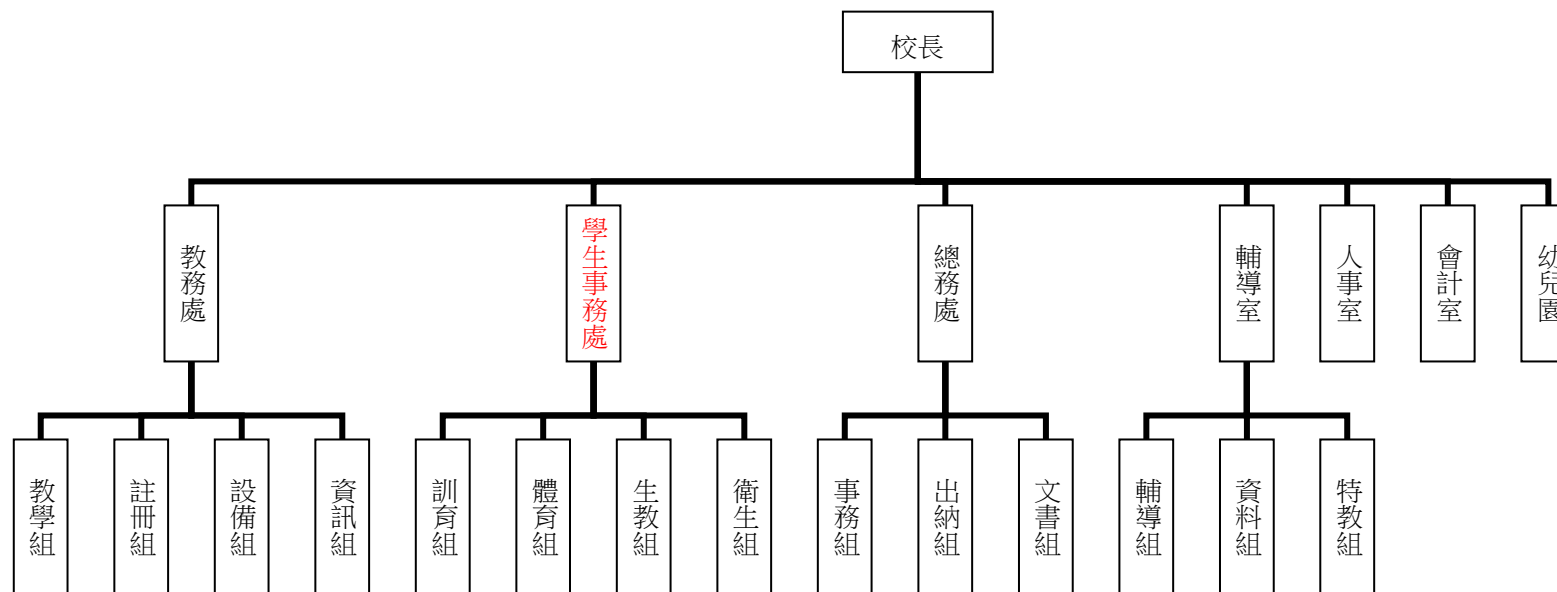 校長
教務處
學生事務處
總務處
輔導室
人事室
會計室
幼兒園
教學組
註冊組
設備組
資訊組
訓育組
體育組
生教組
衛生組
事務組
出納組
文書組
輔導組
資料組
特教組